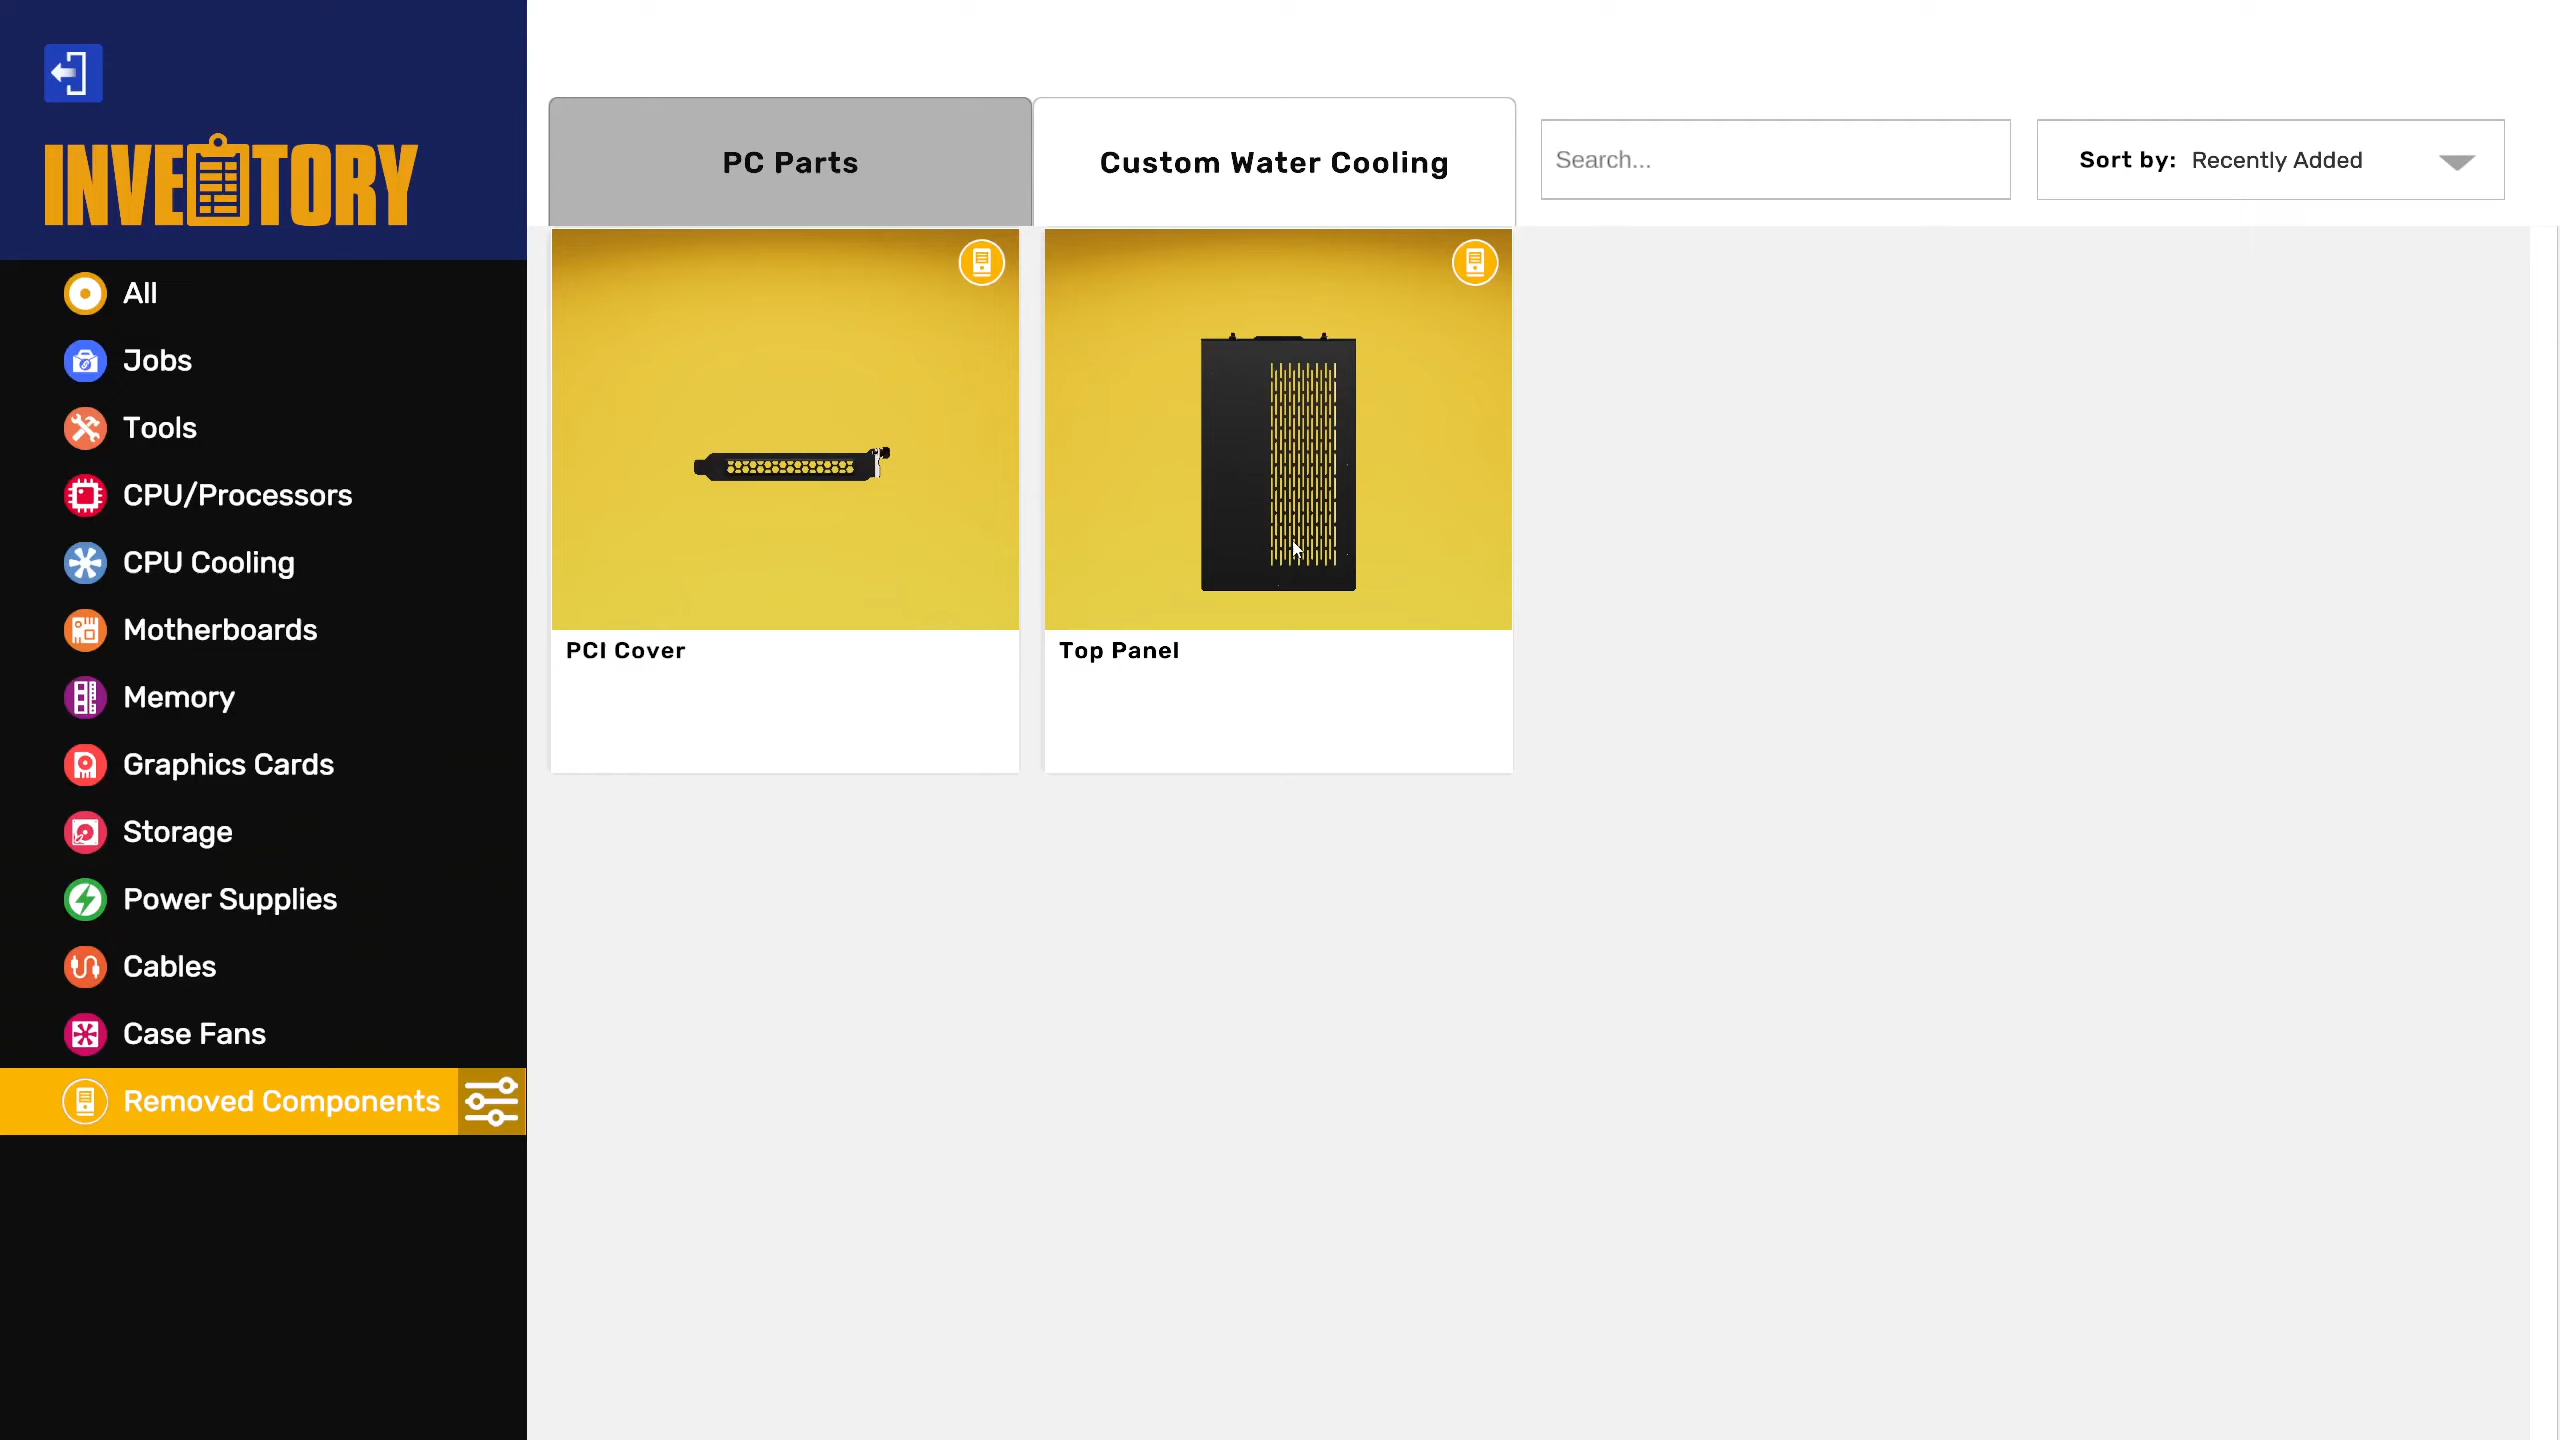 INVENTORY
All
Jobs
Tools
CPU/Processors
CPU Cooling
Motherboards
Memory
Graphics Cards
Storage
Power Supplies
Cables
Case Fans
Removed Components
PC Parts
Custom Water Cooling
Search...
Sort by: Recently Added
PCI Cover
Top Panel